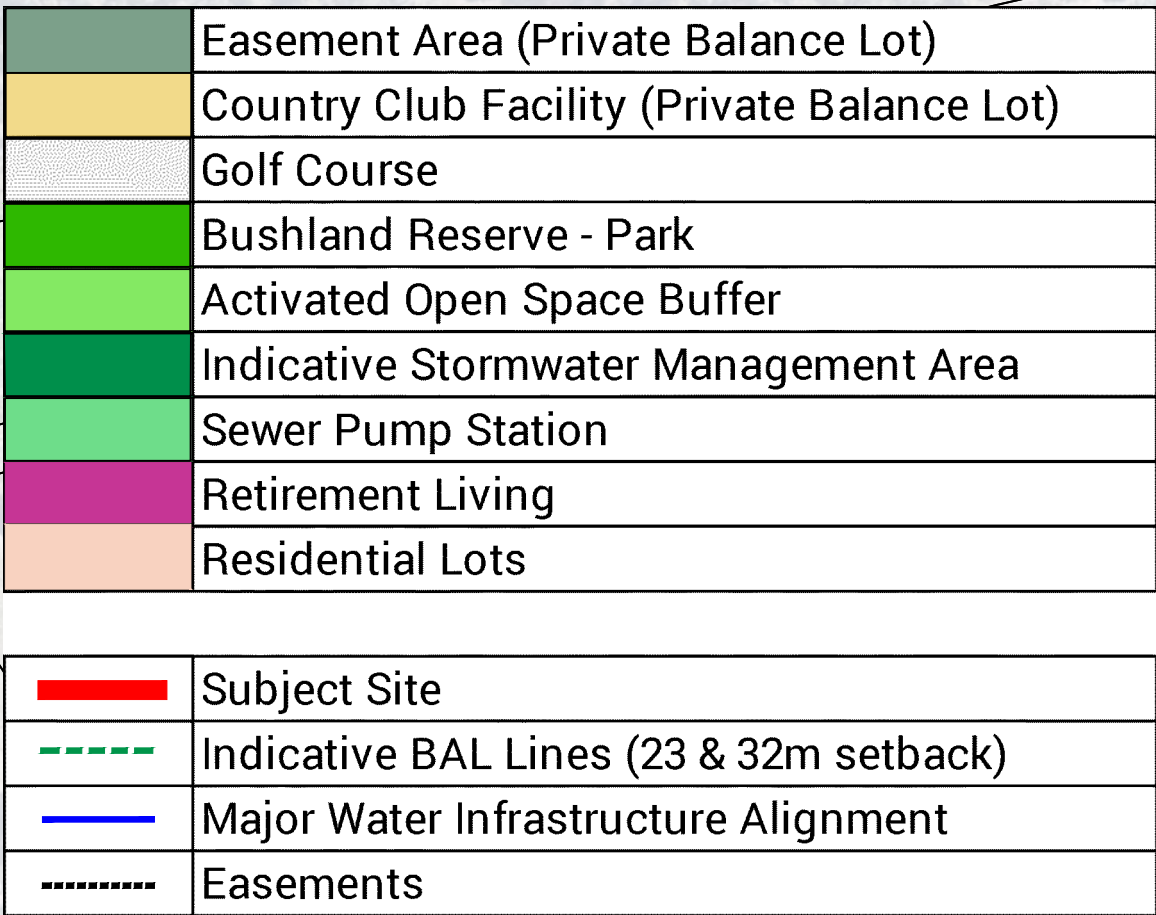 Easement Area (Private Balance Lot)
Country Club Facility (Private Balance Lot)
Golf Course
Bushland Reserve - Park
Activated Open Space Buffer
Indicative Stormwater Management Area
Sewer Pump Station
Retirement Living
Residential Lots
Subject Site
Indicative BAL Lines (23 & 32m setback)
Major Water Infrastructure Alignment
Easements